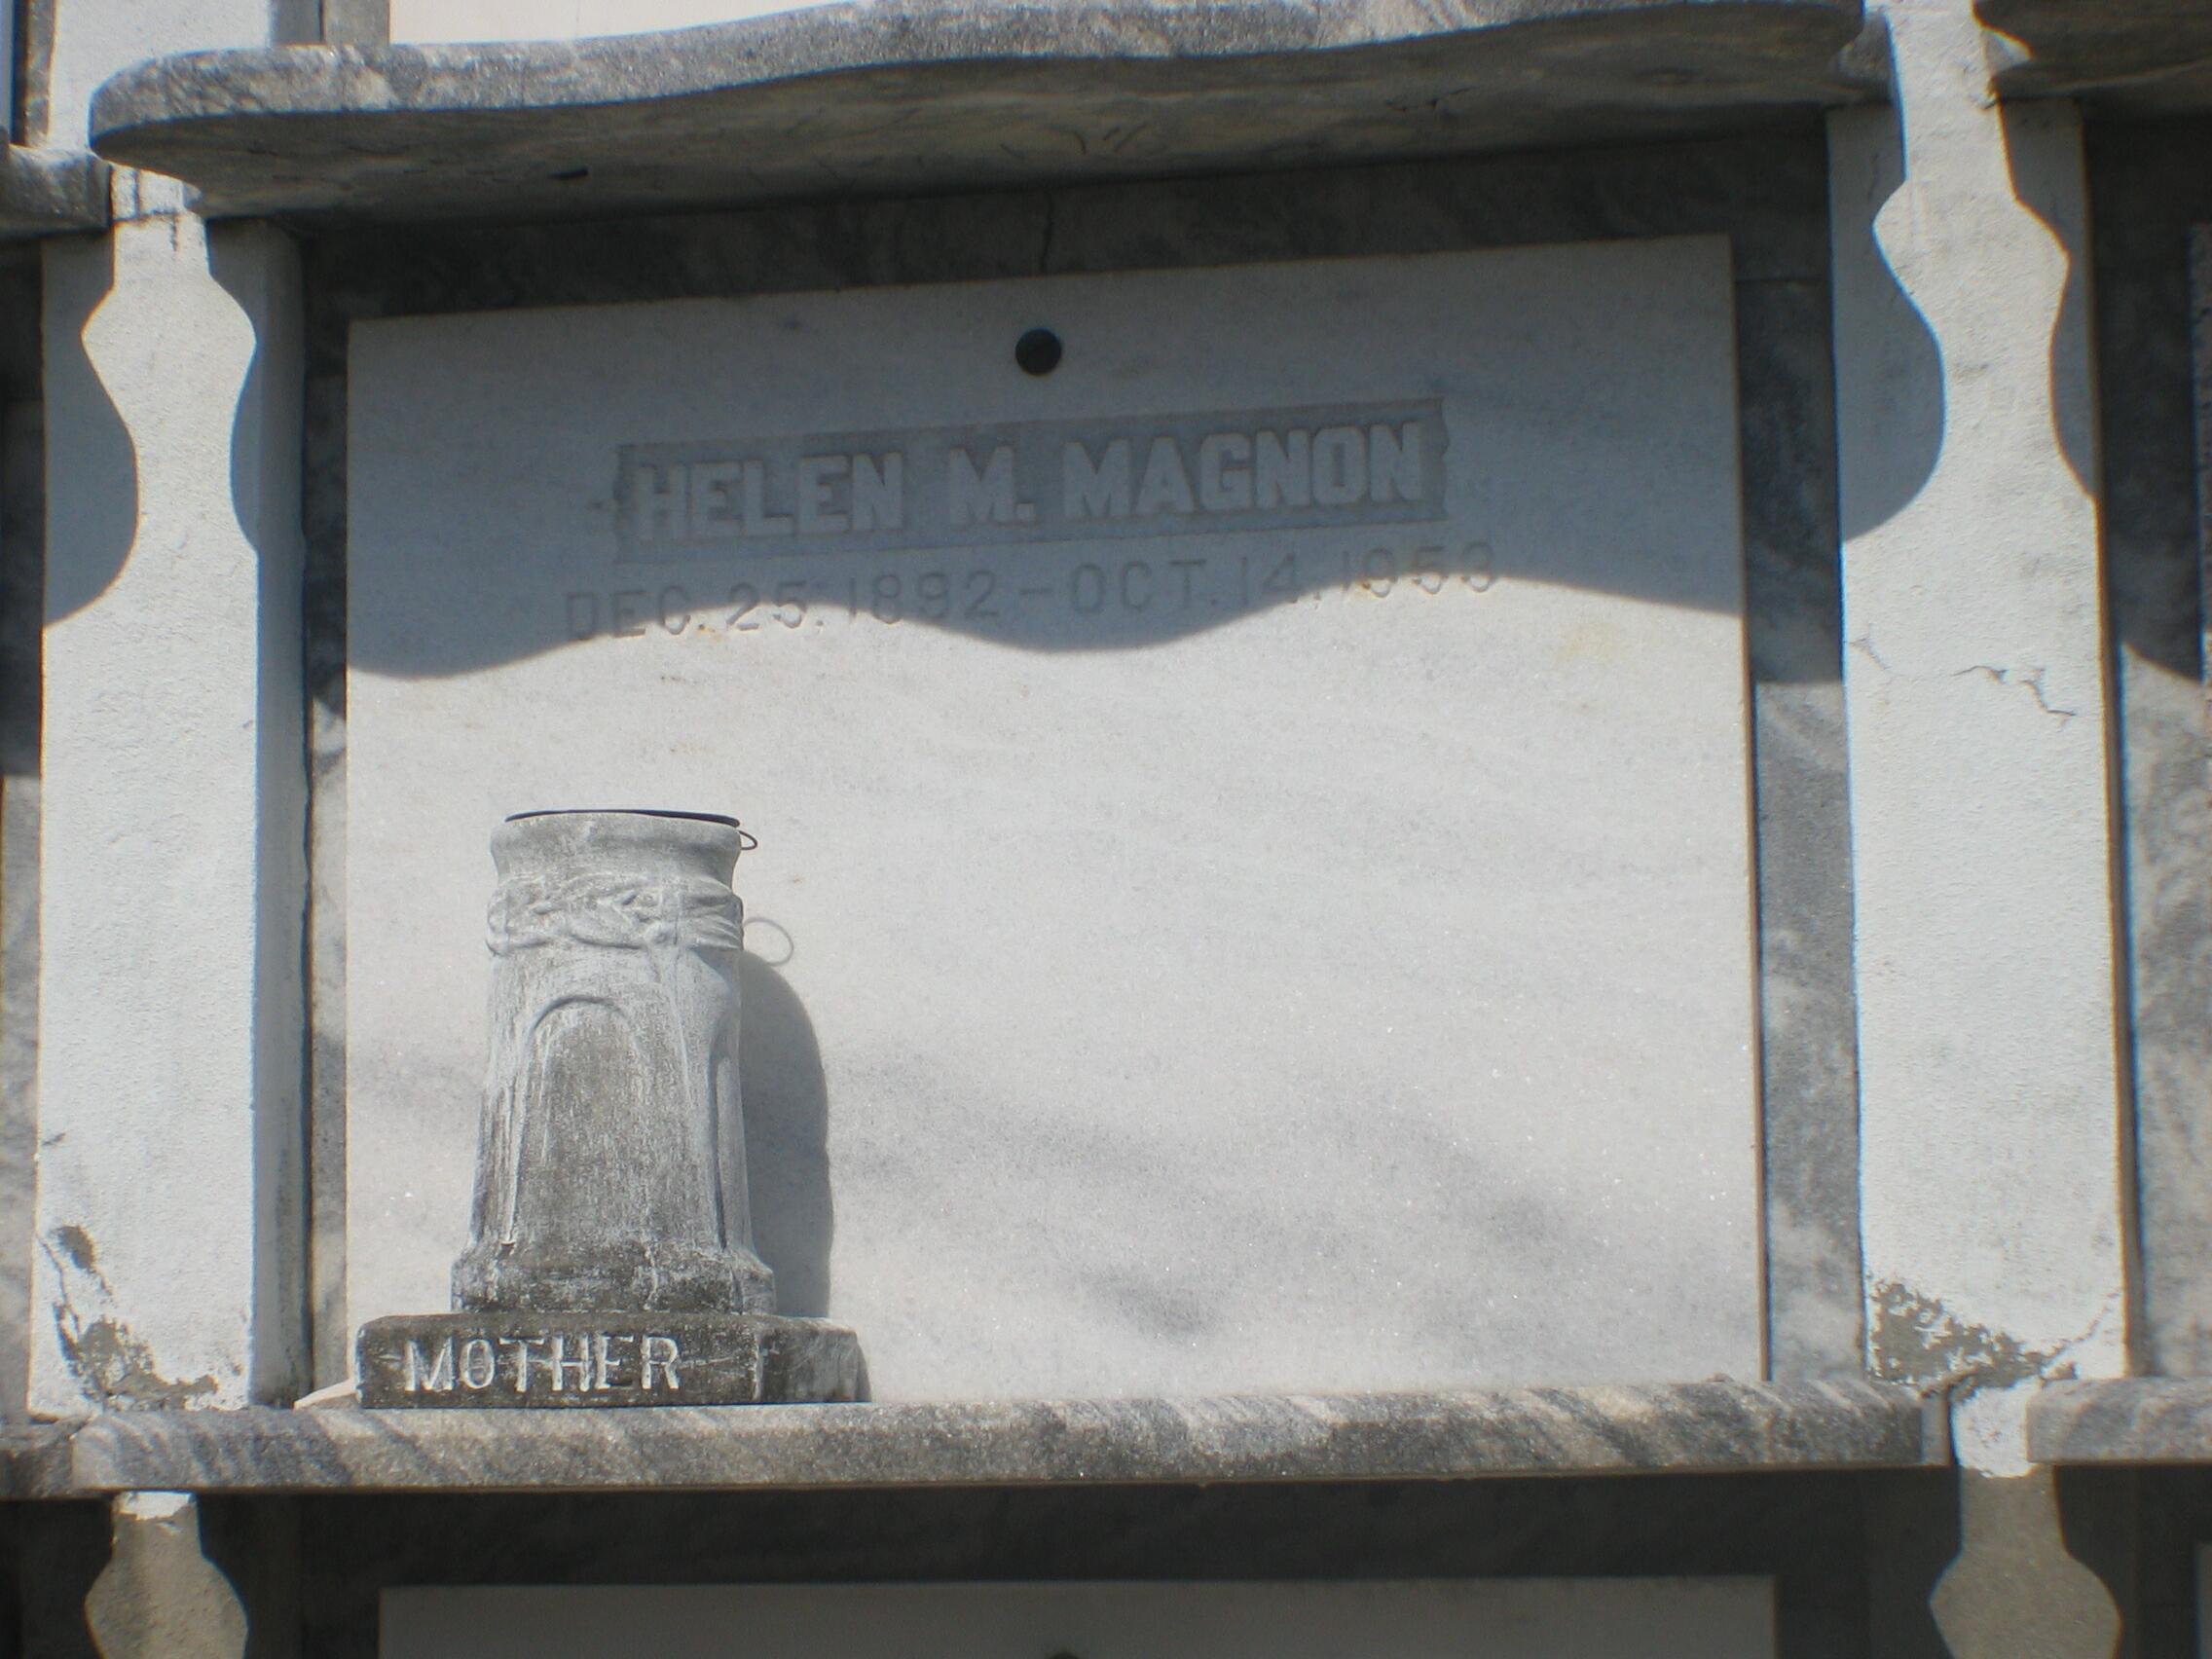 HELEN M. MAGNON
DEC. 25, 1892 - OCT. 14, 1953
MOTHER